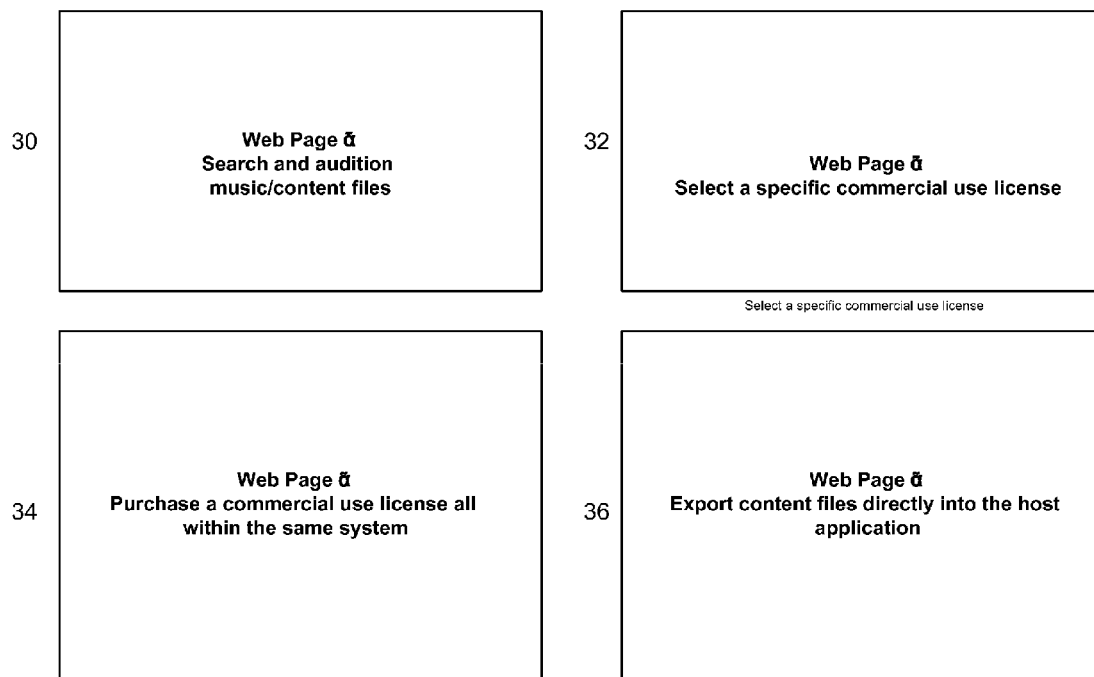 30
Web Page ᾶ
Search and audition
music/content files
32
Web Page ᾶ
Select a specific commercial use license
Select a specific commercial use license
34
Web Page ᾶ
Purchase a commercial use license all
within the same system
36
Web Page ᾶ
Export content files directly into the host
application